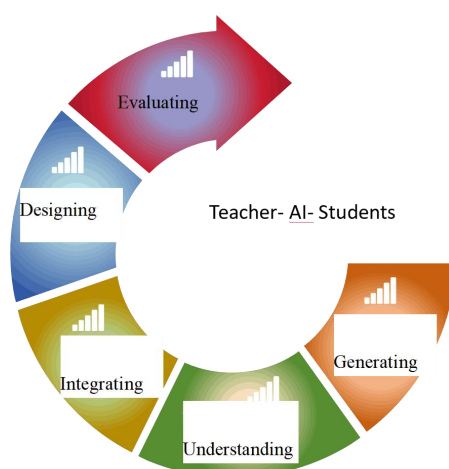 Evaluating
Designing
Teacher- AI- Students
Integrating
Generating
Understanding